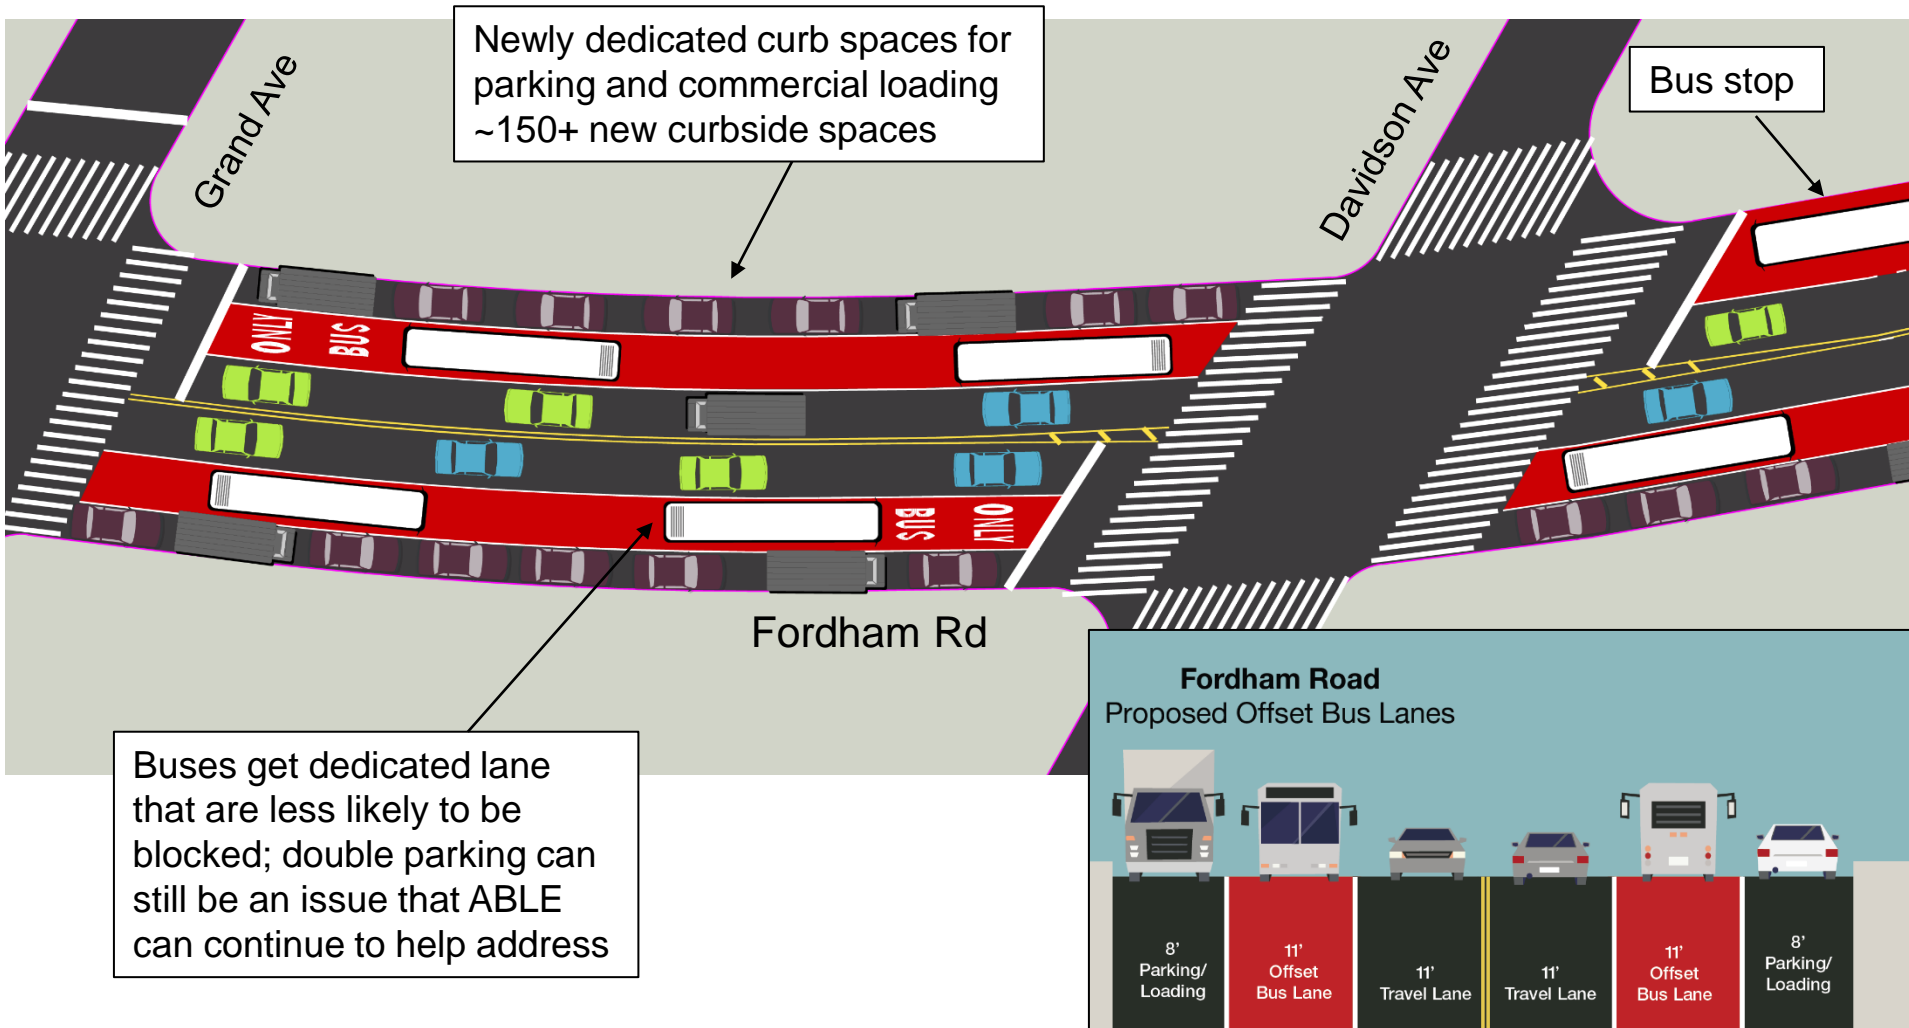 Newly dedicated curb spaces for
parking and commercial loading
~150+ new curbside spaces
Bus stop
Grand Ave
Davidson Ave
ONLY
BUS
BUS
ONLY
Fordham Rd
Buses get dedicated lane
that are less likely to be
blocked; double parking can
still be an issue that ABLE
can continue to help address
Fordham Road
Proposed Offset Bus Lanes
8'
Parking/
Loading
11'
Offset
Bus Lane
11'
Travel Lane
11'
Travel Lane
11'
Offset
Bus Lane
8'
Parking/
Loading